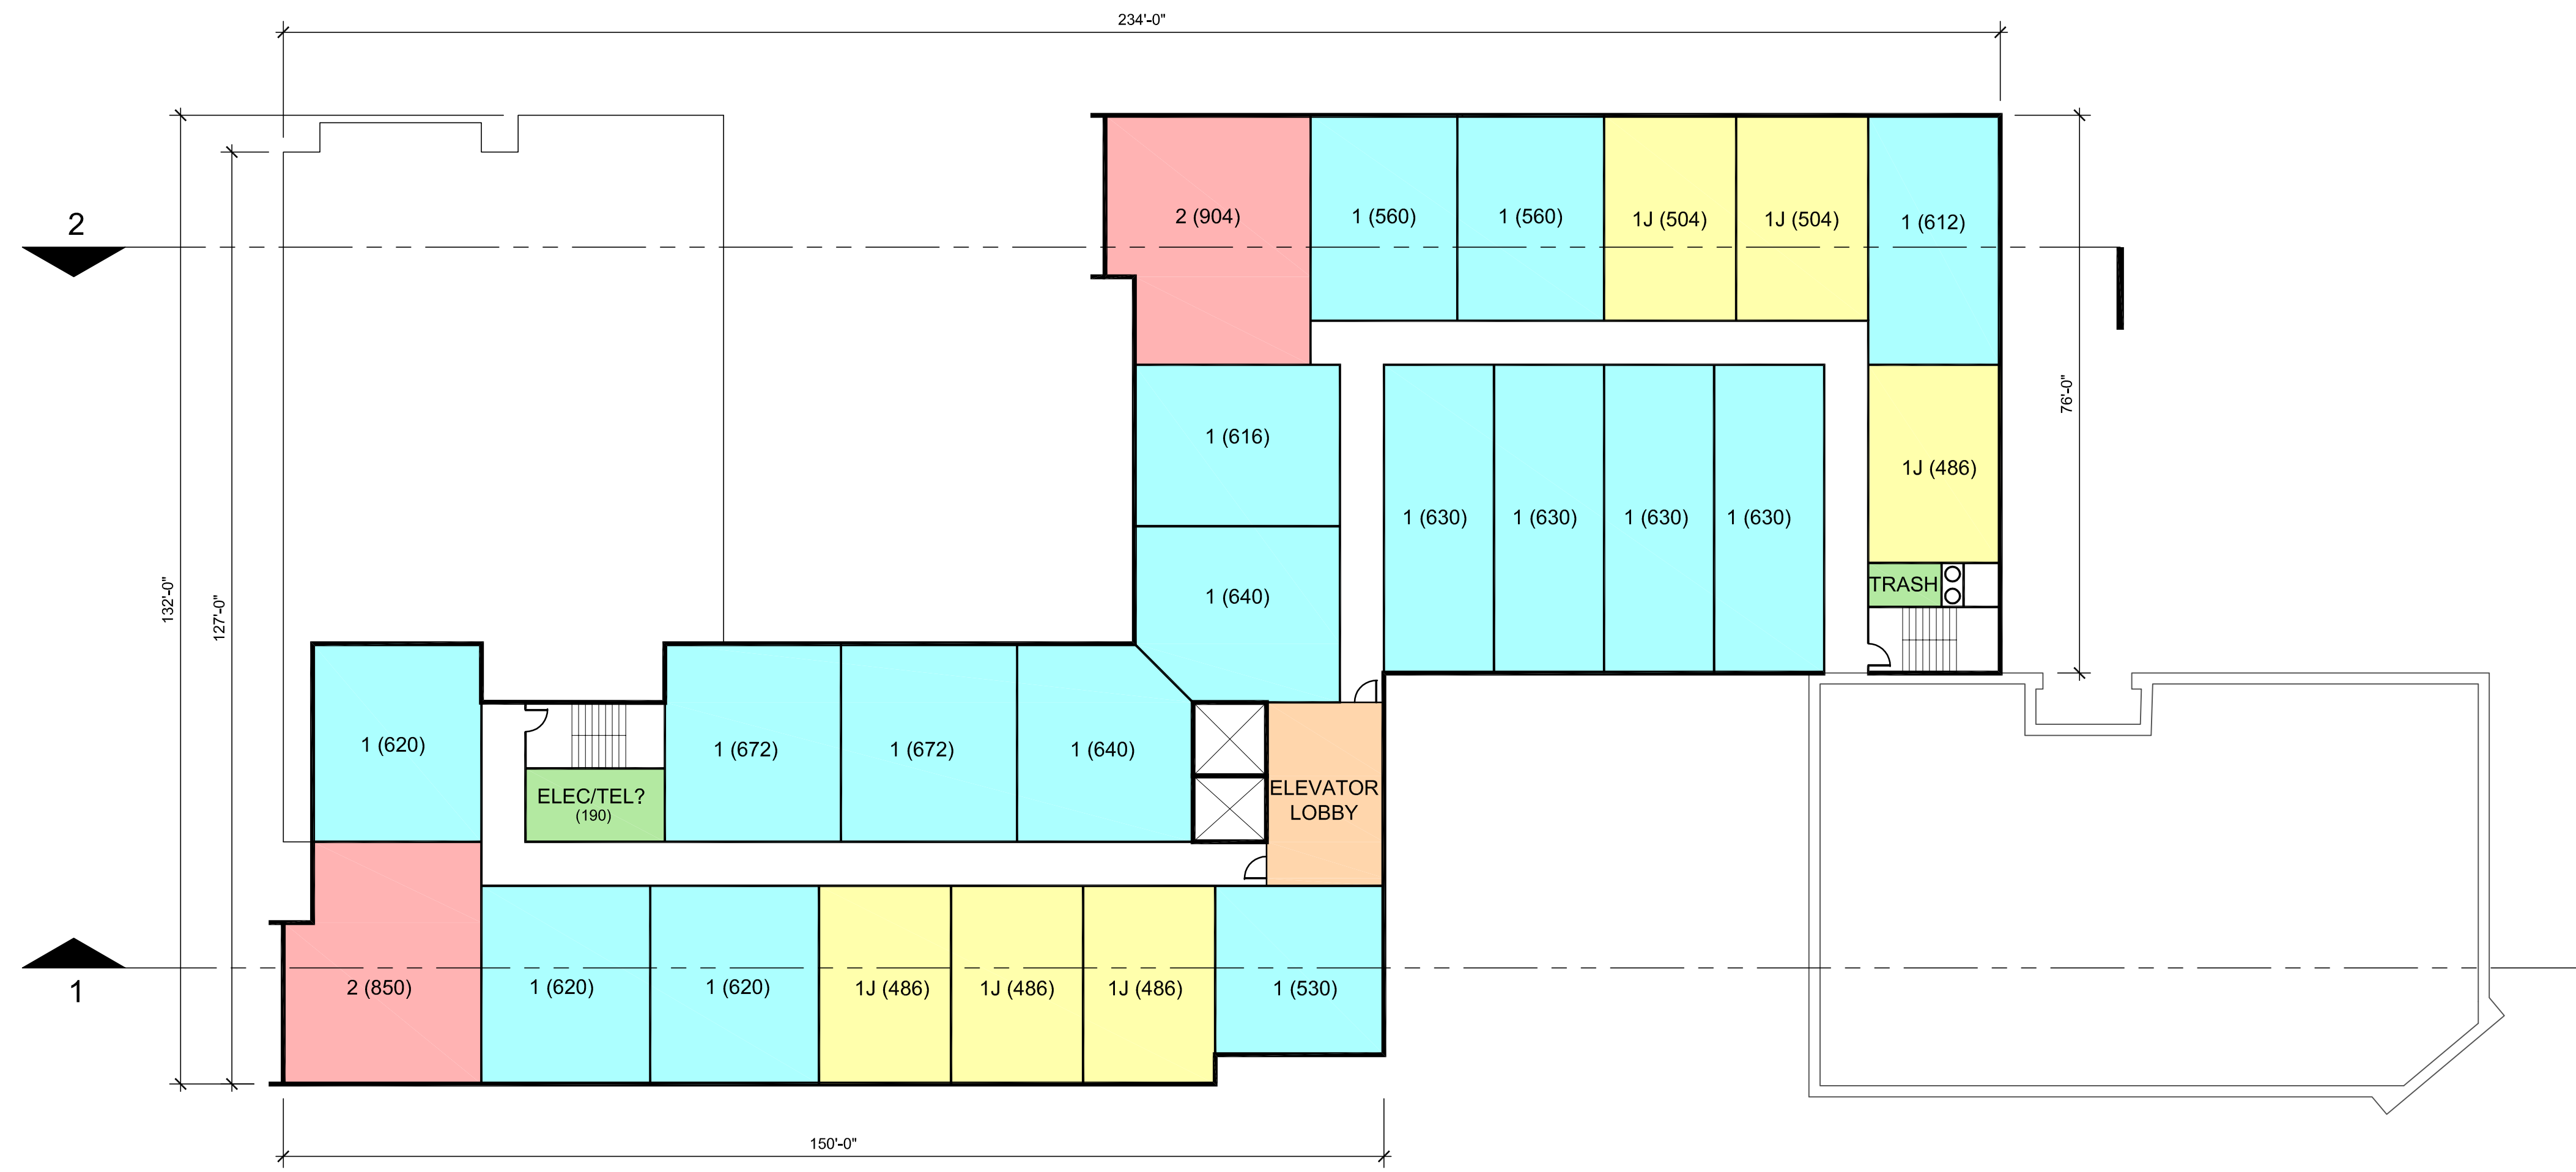 234'-0"
2
2 (904)
1 (560)
1 (560)
1J (504)
1J (504)
1 (612)
76'-0"
1 (616)
1J (486)
1 (630)
1 (630)
1 (630)
1 (630)
132'-0"
127'-0"
1 (640)
TRASH
1 (620)
1 (672)
1 (672)
1 (640)
ELEC/TEL?
(190)
ELEVATOR
LOBBY
1
2 (850)
1 (620)
1 (620)
1J (486)
1J (486)
1J (486)
1 (530)
150'-0"